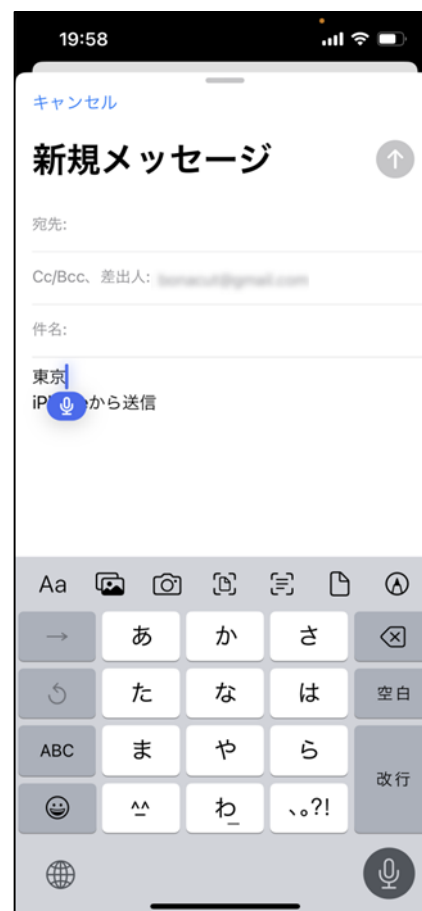 19:58
キャンセル
新規メッセージ
宛先:
Cc/Bcc、差出人:
件名:
東京
から送信
Aa
→ あ か さ
た な は 空白
ABC ま や ら
^^ わ_ 、。?! 改行